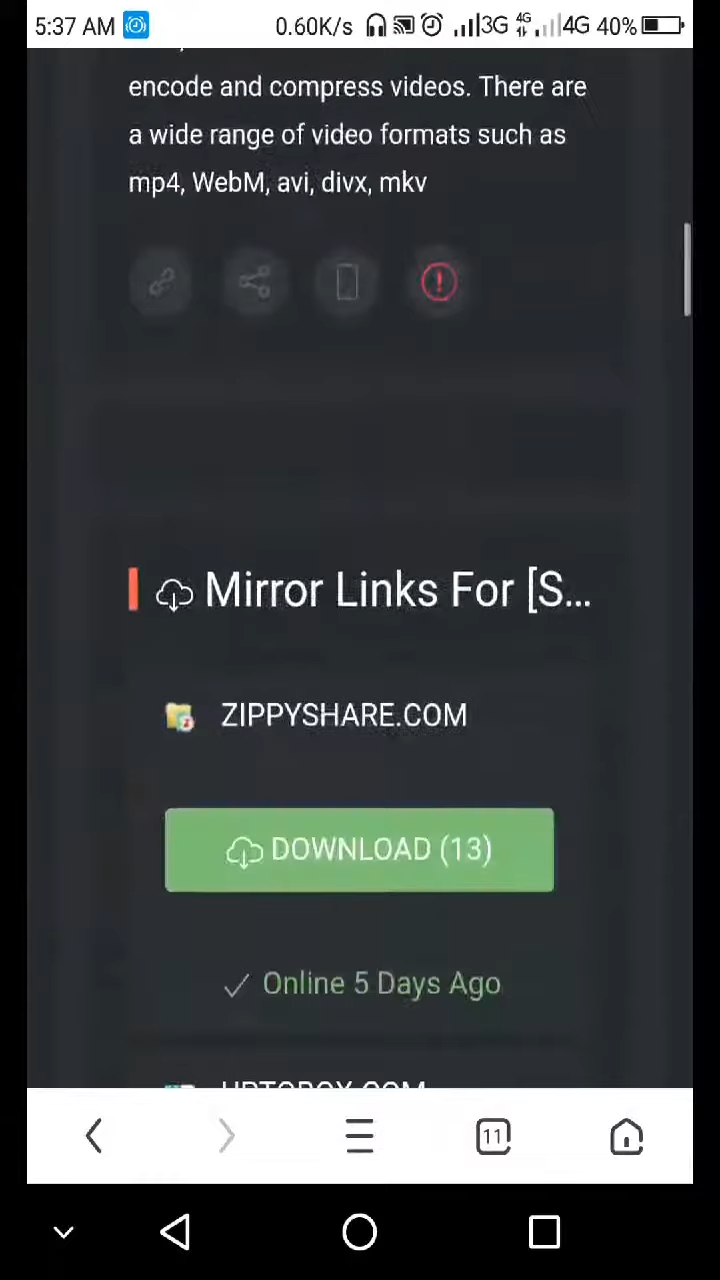 5:37 AM 0.60K/s 3G 4G 4G 40%
encode and compress videos. There are
a wide range of video formats such as
mp4, WebM, avi, divx, mkv
Mirror Links For [S...
ZIPPYSHARE.COM
DOWNLOAD (13)
Online 5 Days Ago
11